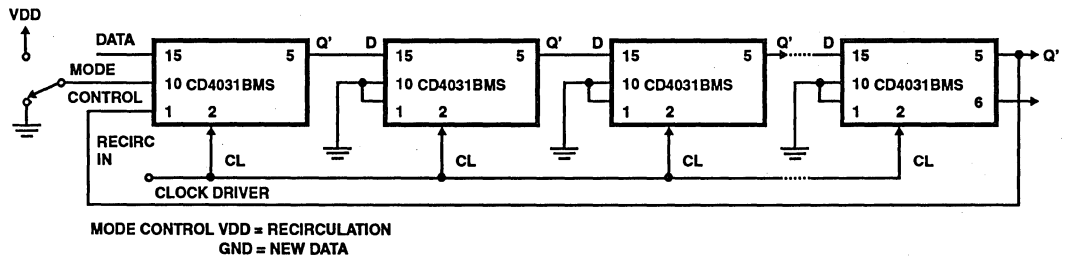 VDD
DATA
MODE
CONTROL
RECIRC
IN
15 5
10 CD4031BMS
1 2
Q' D
15 5
10 CD4031BMS
1 2
Q' D
15 5
10 CD4031BMS
1 2
Q' D
15 5
10 CD4031BMS
1 2 6
Q'
CL
CL
CL
CL
CLOCK DRIVER
MODE CONTROL VDD = RECIRCULATION
GND = NEW DATA